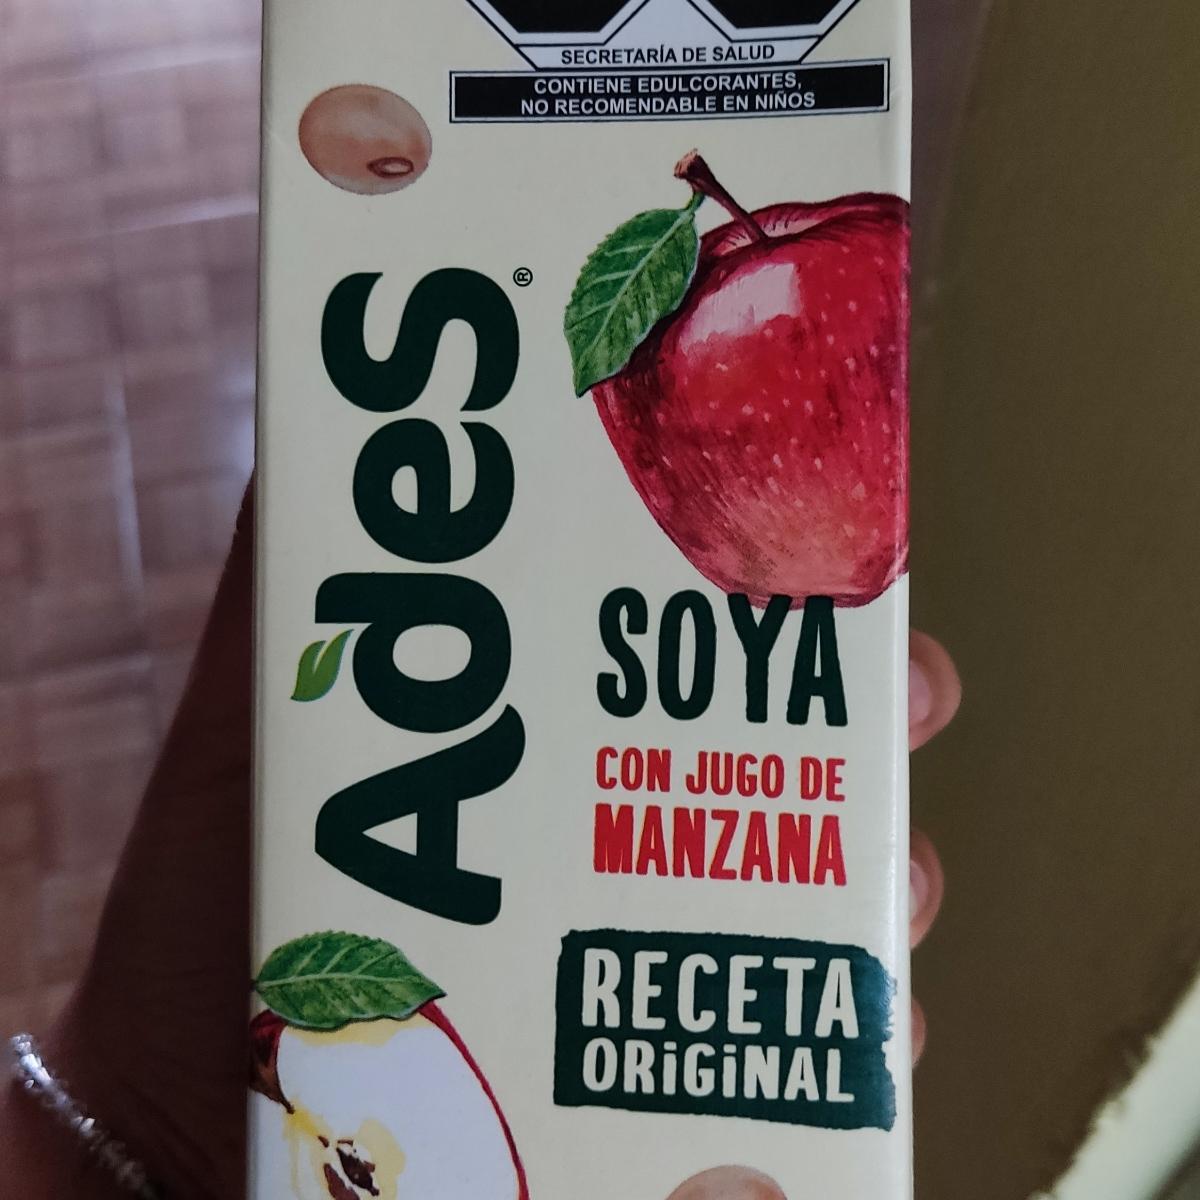 SECRETARÍA DE SALUD
CONTIENE EDULCORANTES,
NO RECOMENDABLE EN NIÑOS
Ades®
SOYA
CON JUGO DE
MANZANA
RECETA
ORiGiNAL